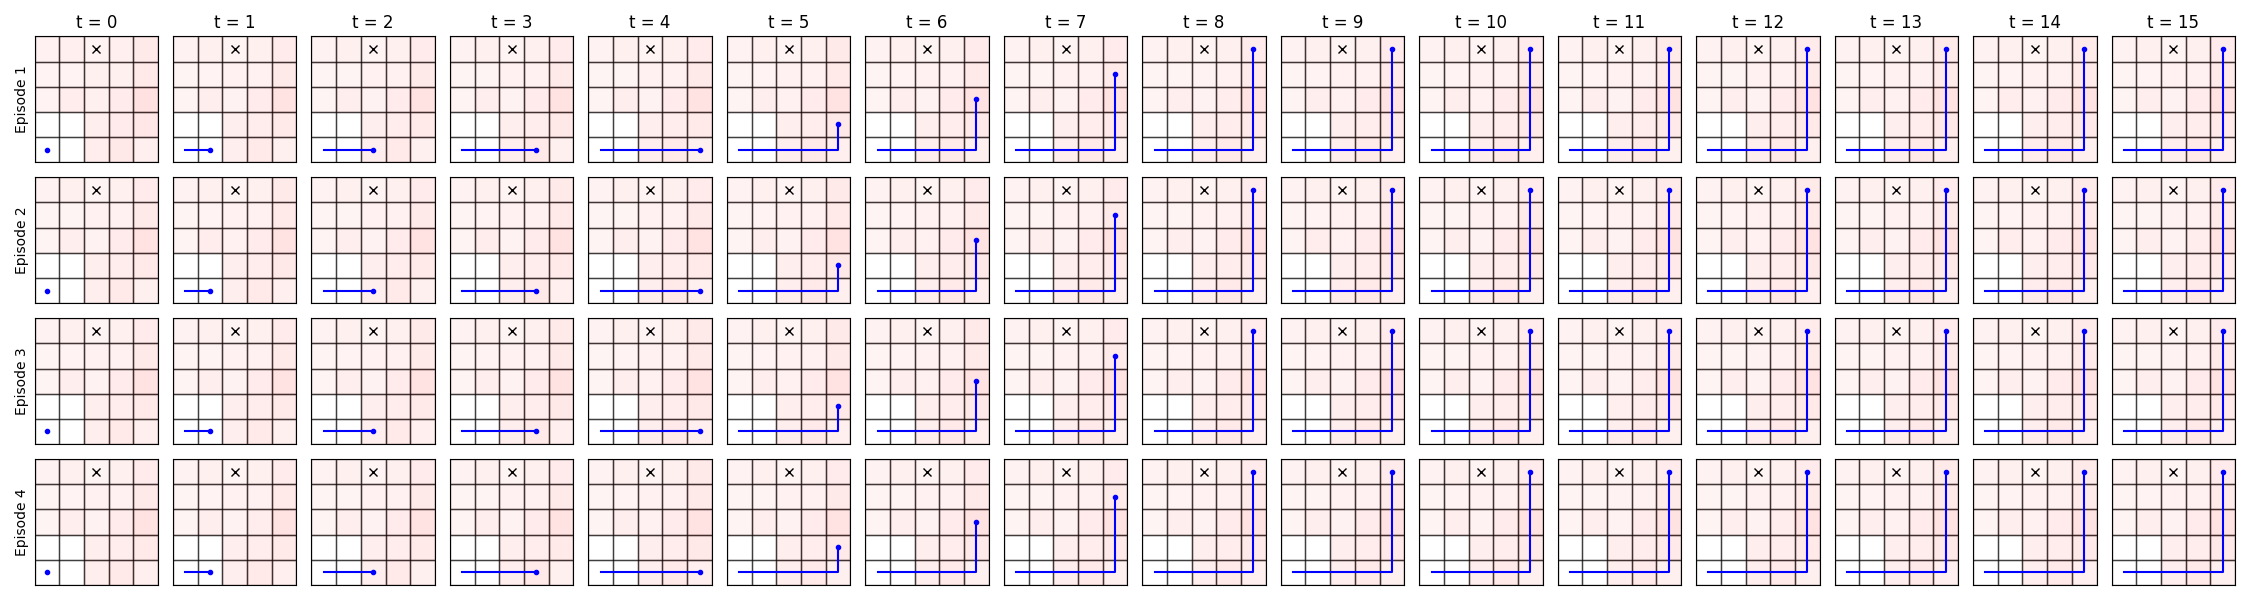 t = 0 t = 1 t = 2 t = 3 t = 4 t = 5 t = 6 t = 7 t = 8 t = 9 t = 10 t = 11 t = 12 t = 13 t = 14 t = 15
Episode 1
Episode 2
Episode 3
Episode 4